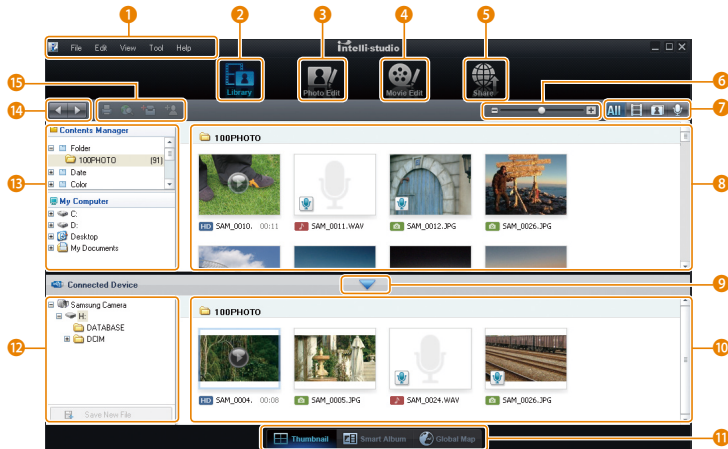 1
2
3
4
5
File Edit View Tool Help
intelli-studio
Library
Photo Edit
Movie Edit
Share
15
6
14
All
7
Contents Manager
Folder
100PHOTO (91)
Date
Color
13
My Computer
C:
D:
Desktop
My Documents
100PHOTO
HD SAM_0010. 00:11
SAM_0011.WAV
SAM_0012.JPG
SAM_0026.JPG
8
Connected Device
9
Samsung Camera
H:
DATABASE
DCIM
12
Save New File
100PHOTO
HD SAM_0004. 00:08
SAM_0005.JPG
SAM_0024.WAV
SAM_0026.JPG
10
Thumbnail
Smart Album
Global Map
11